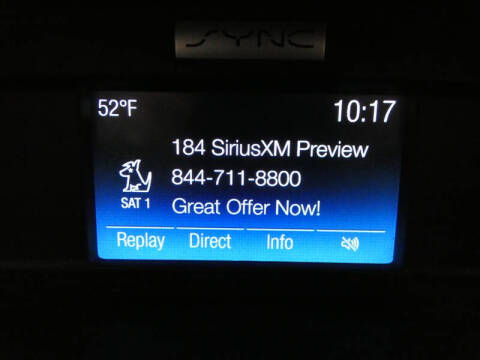 SYNC
52°F 10:17
184 SiriusXM Preview
844-711-8800
SAT 1 Great Offer Now!
Replay Direct Info